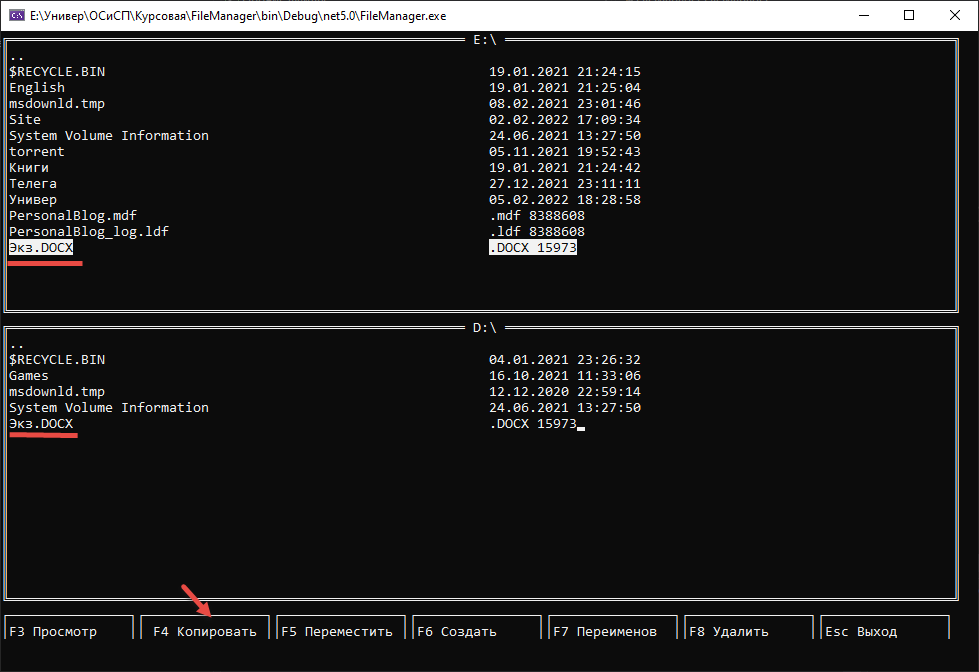 E:\Универ\ОСиСП\Курсовая\FileManager\bin\Debug\net5.0\FileManager.exe
E:\
..
$RECYCLE.BIN 19.01.2021 21:24:15
English 19.01.2021 21:25:04
msdownld.tmp 08.02.2021 23:01:46
Site 02.02.2022 17:09:34
System Volume Information 24.06.2021 13:27:50
torrent 05.11.2021 19:52:43
Книги 19.01.2021 21:24:42
Телега 27.12.2021 23:11:11
Универ 05.02.2022 18:28:58
PersonalBlog.mdf .mdf 8388608
PersonalBlog_log.ldf .ldf 8388608
Экз.DOCX .DOCX 15973
D:\
..
$RECYCLE.BIN 04.01.2021 23:26:32
Games 16.10.2021 11:33:06
msdownld.tmp 12.12.2020 22:59:14
System Volume Information 24.06.2021 13:27:50
Экз.DOCX .DOCX 15973
F3 Просмотр F4 Копировать F5 Переместить F6 Создать F7 Переименов F8 Удалить Esc Выход